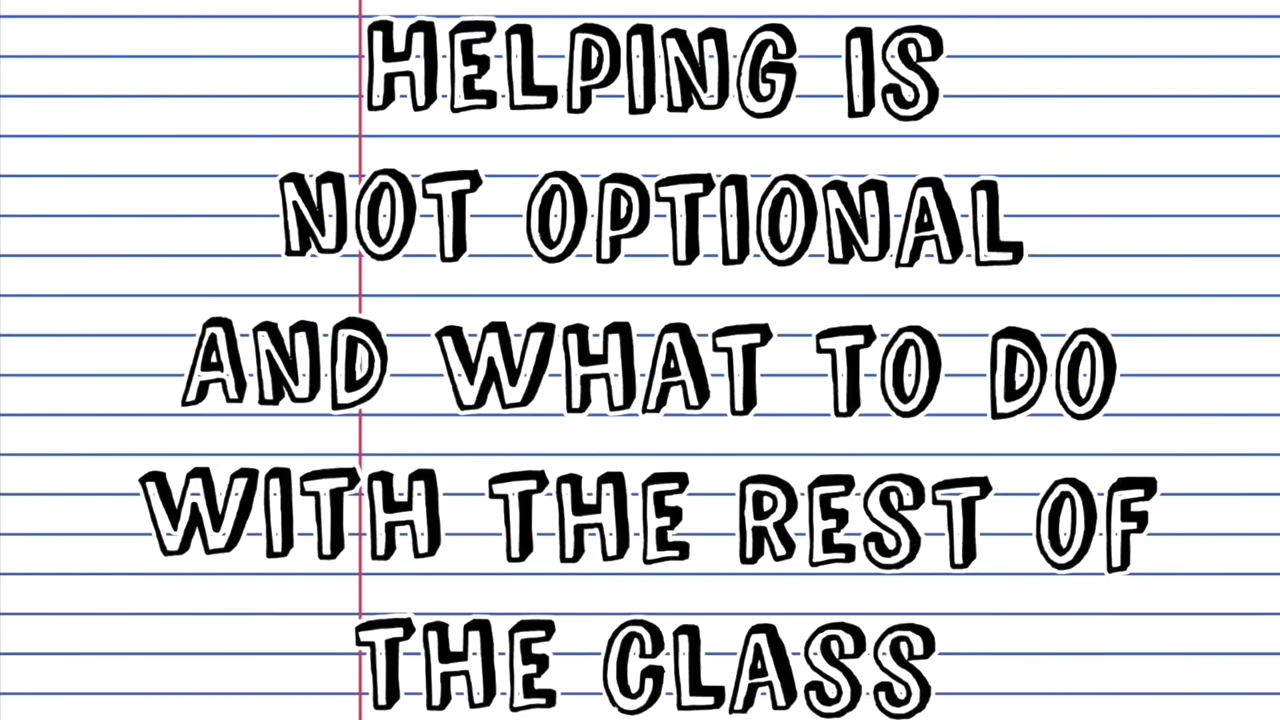 HELPING IS
NOT OPTIONAL
AND WHAT TO DO
WITH THE REST OF
THE CLASS